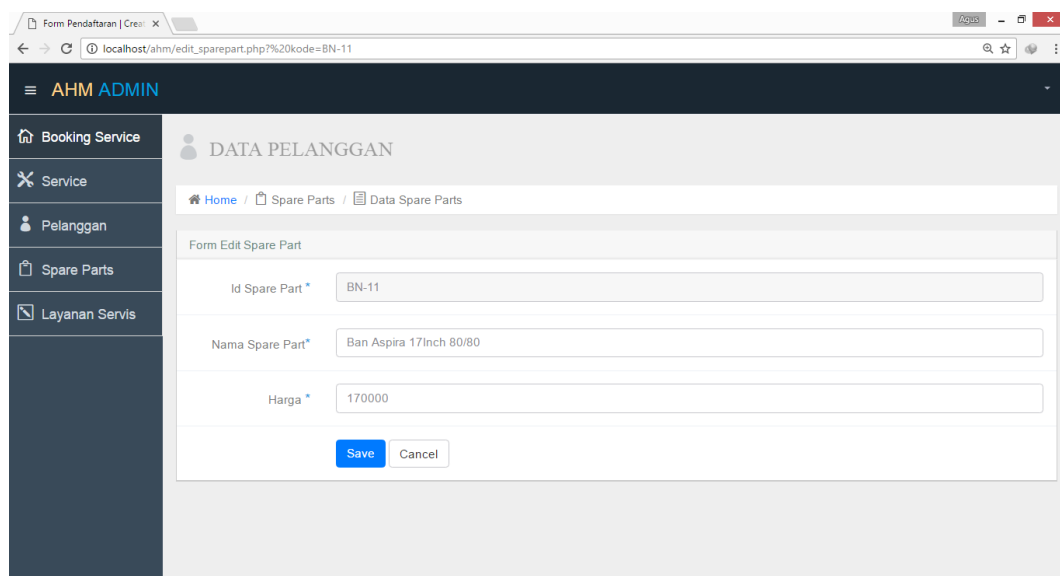 Form Pendaftaran | Creat
Agus
localhost/ahm/edit_sparepart.php?%20kode=BN-11
AHM ADMIN
Booking Service
DATA PELANGGAN
Service
Home / Spare Parts / Data Spare Parts
Pelanggan
Form Edit Spare Part
Spare Parts
Id Spare Part * BN-11
Layanan Servis
Nama Spare Part* Ban Aspira 17Inch 80/80
Harga * 170000
Save Cancel